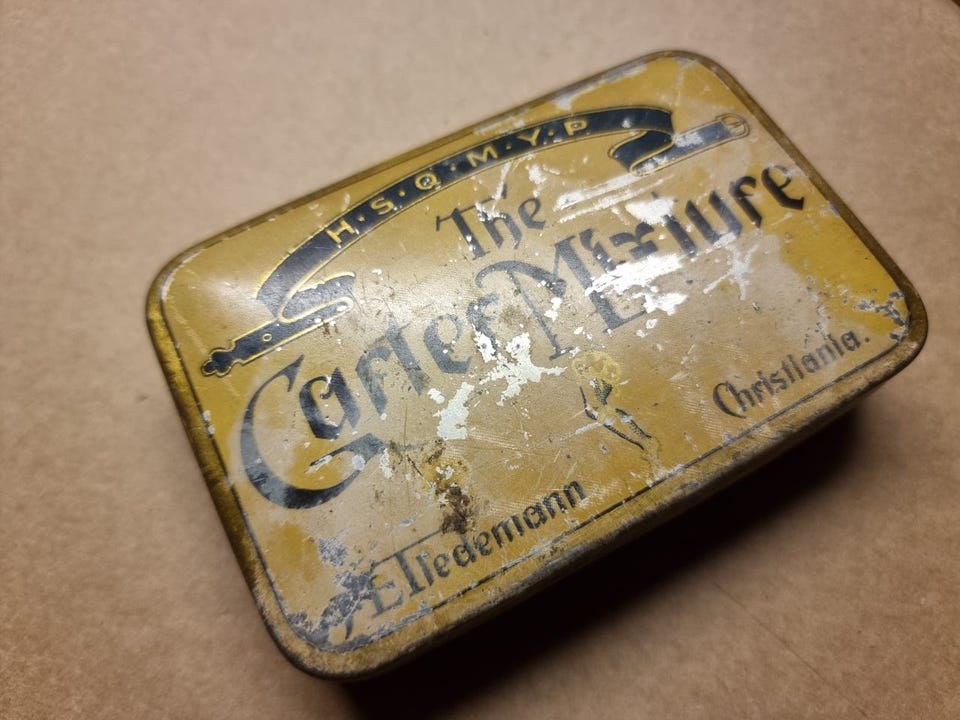 H·S·Q·M·Y·P
The
Garter Mixture
Tiedemann
Christiania.